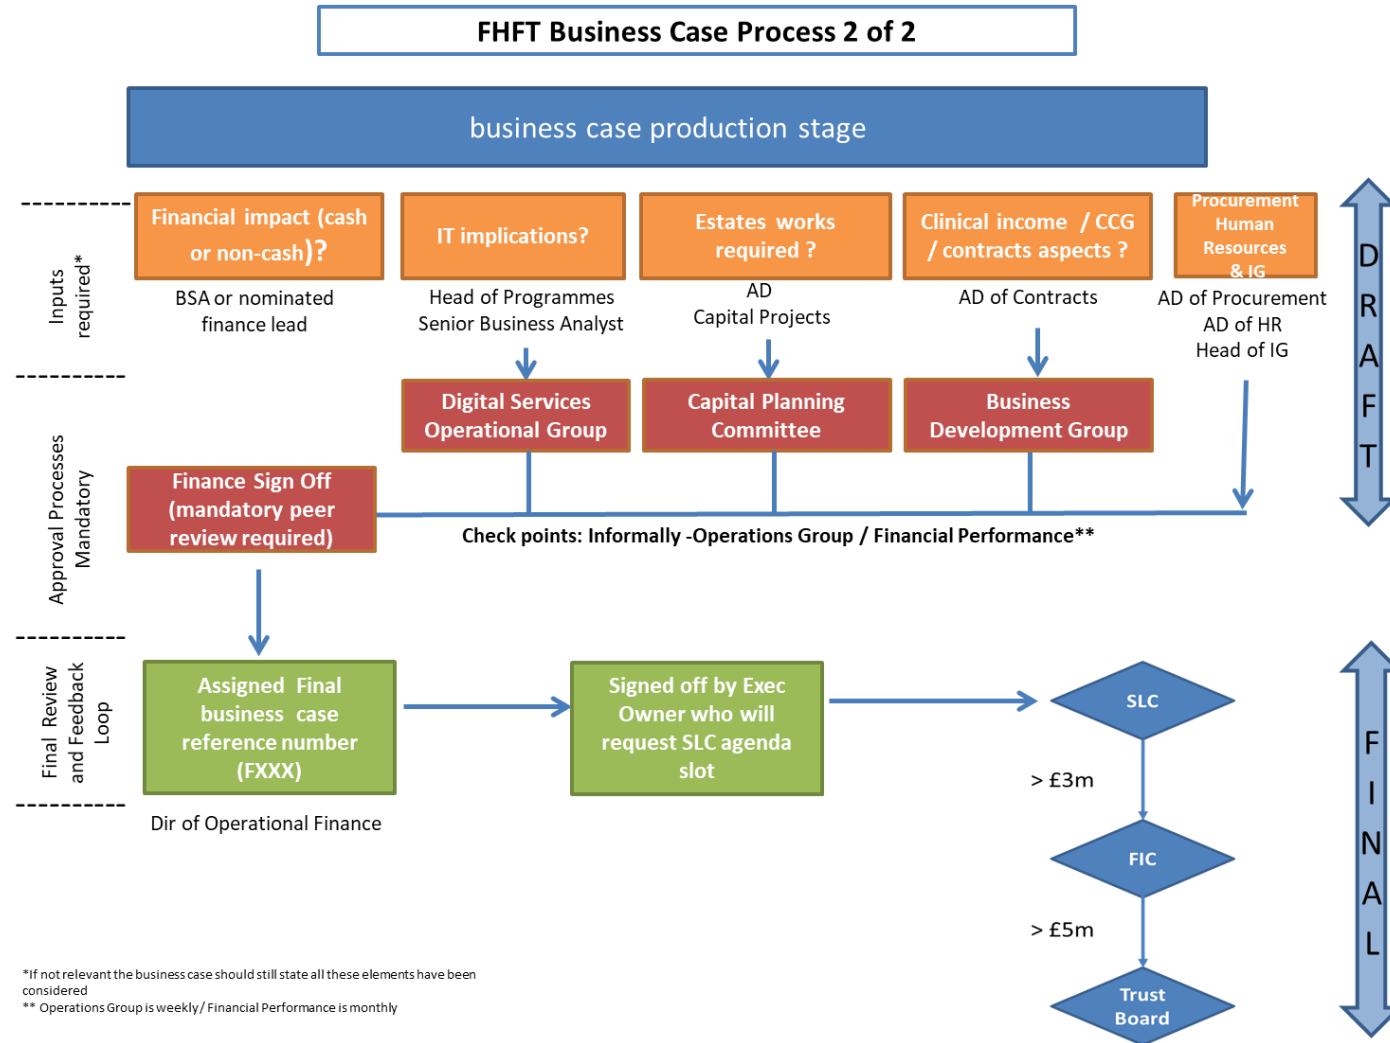 FHFT Business Case Process 2 of 2
business case production stage
Inputs
required*
Financial impact (cash
or non-cash)?
BSA or nominated
finance lead
IT implications?
Head of Programmes
Senior Business Analyst
Estates works
required ?
AD
Capital Projects
Clinical income / CCG
/ contracts aspects ?
AD of Contracts
Procurement
Human
Resources
& IG
AD of Procurement
AD of HR
Head of IG
DRAFT
Approval Processes
Mandatory
Digital Services
Operational Group
Capital Planning
Committee
Business
Development Group
Finance Sign Off
(mandatory peer
review required)
Check points: Informally -Operations Group / Financial Performance**
Final Review
and Feedback
Loop
Assigned Final
business case
reference number
(FXXX)
Dir of Operational Finance
Signed off by Exec
Owner who will
request SLC agenda
slot
SLC
> £3m
FIC
> £5m
Trust
Board
FINAL
*If not relevant the business case should still state all these elements have been
considered
** Operations Group is weekly/ Financial Performance is monthly